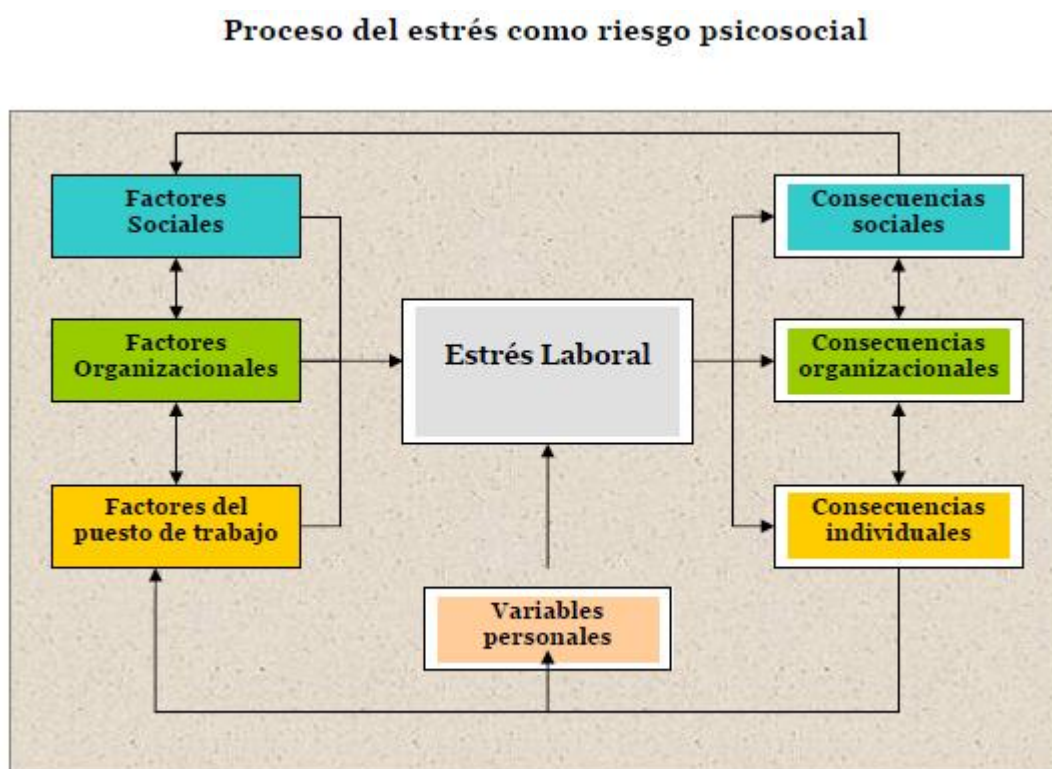 Proceso del estrés como riesgo psicosocial
Factores
Sociales
Factores
Organizacionales
Factores del
puesto de trabajo
Estrés Laboral
Variables
personales
Consecuencias
sociales
Consecuencias
organizacionales
Consecuencias
individuales